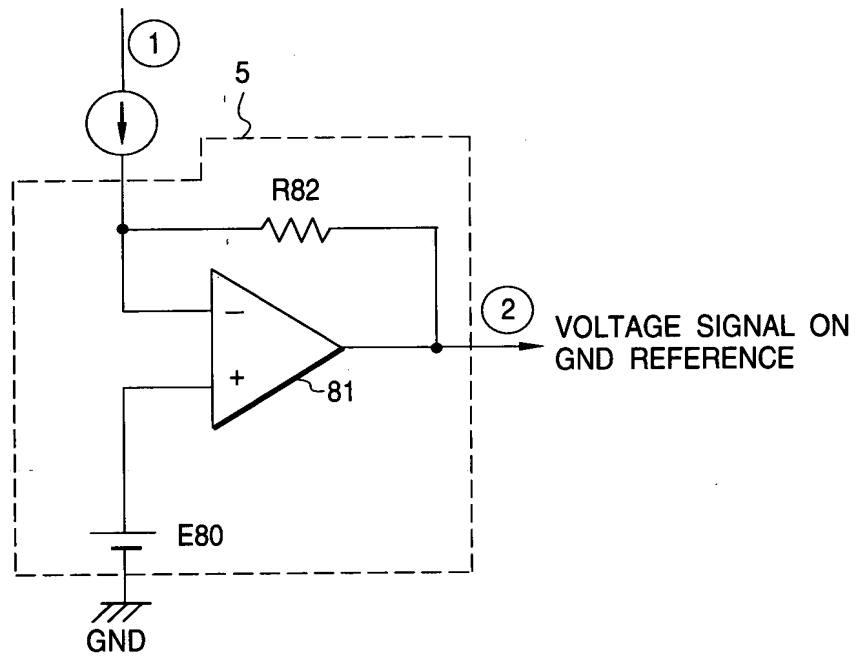 1
5
R82
−
+
81
2
VOLTAGE SIGNAL ON
GND REFERENCE
E80
GND